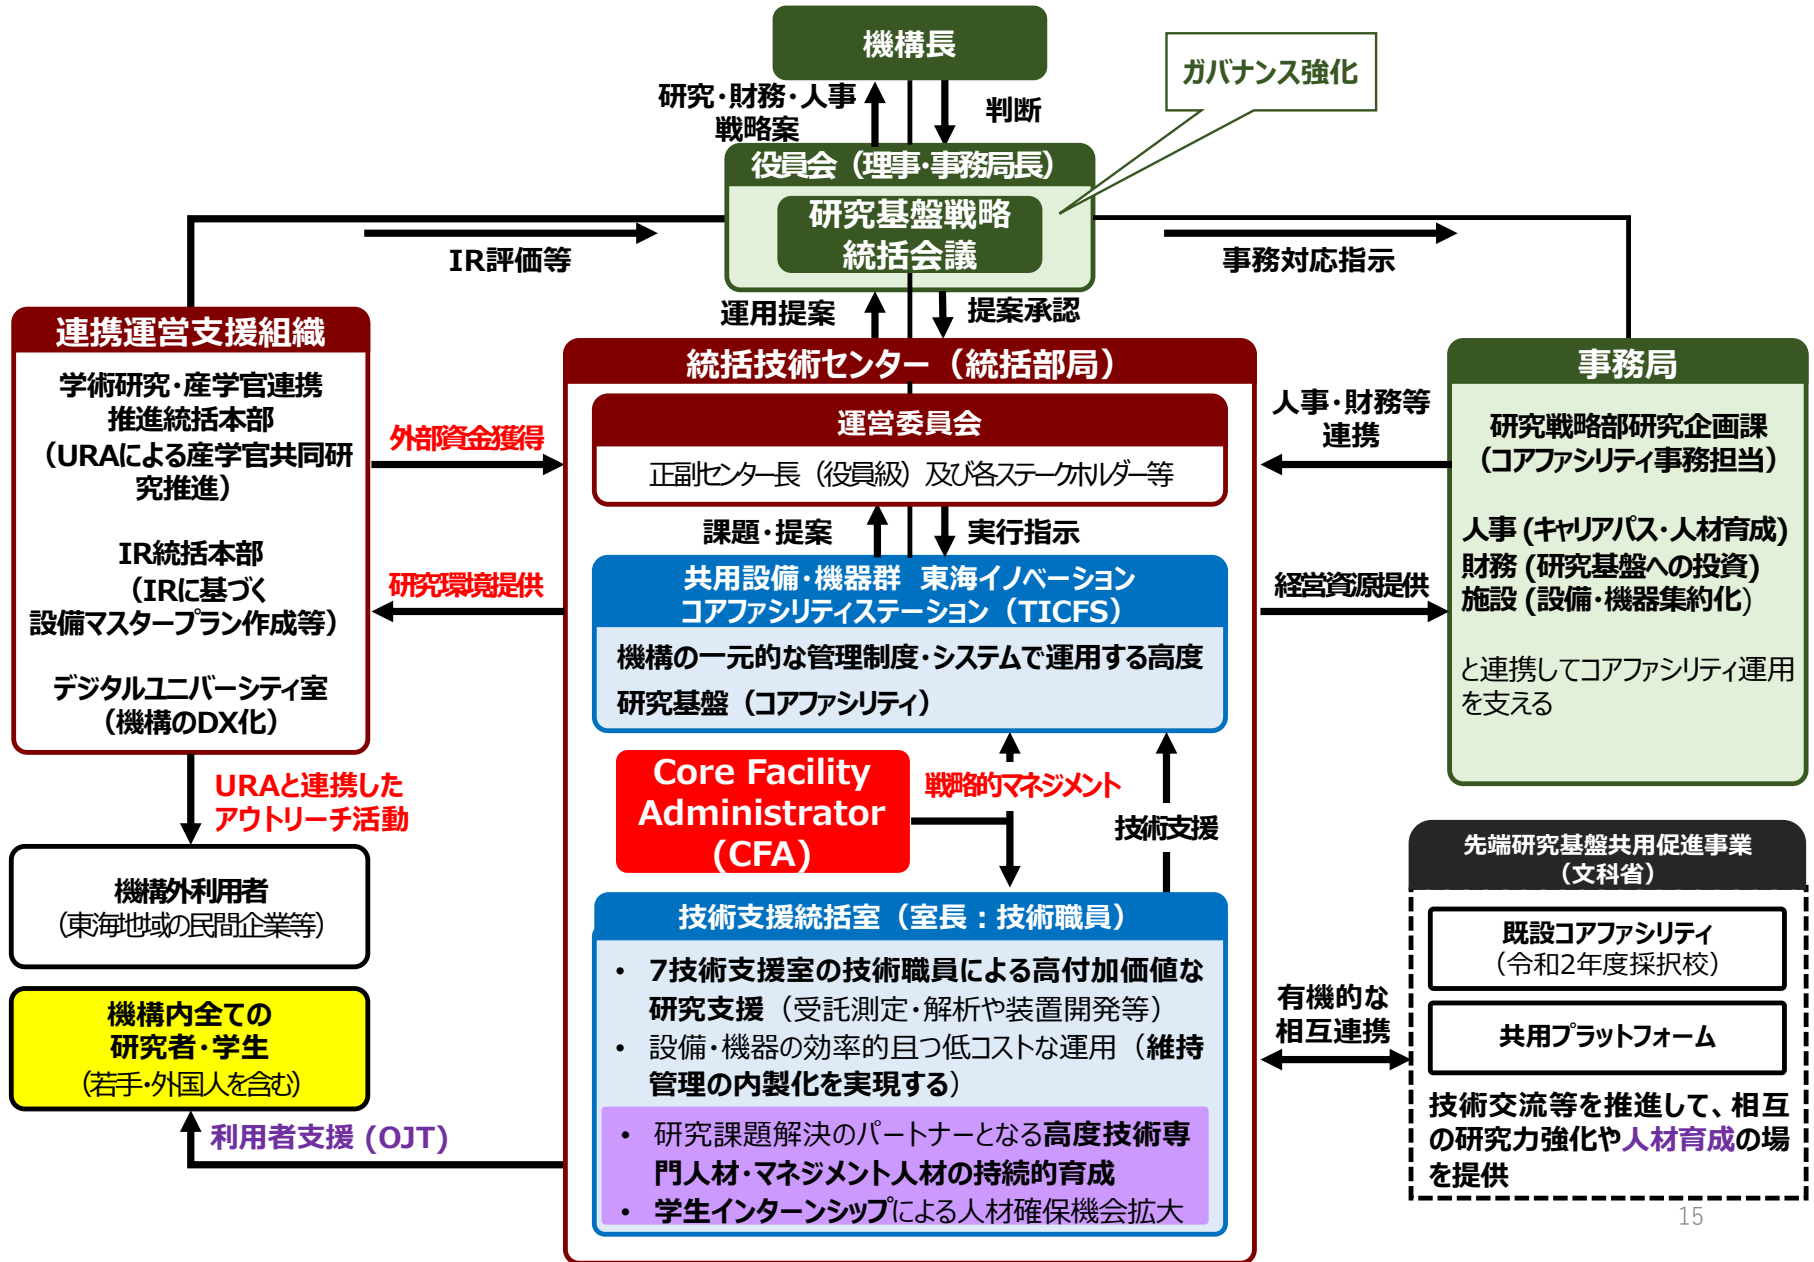 機構長
ガバナンス強化
研究・財務・人事
戦略案
判断
役員会（理事・事務局長）
研究基盤戦略
統括会議
IR評価等
事務対応指示
運用提案
提案承認
連携運営支援組織
学術研究・産学官連携
推進統括本部
（URAによる産学官共同研
究推進）
IR統括本部
（IRに基づく
設備マスタープラン作成等）
デジタルユニバーシティ室
（機構のDX化）
外部資金獲得
研究環境提供
統括技術センター（統括部局）
運営委員会
正副センター長（役員級）及び各ステークホルダー等
課題・提案
実行指示
共用設備・機器群 東海イノベーション
コアファシリティステーション（TICFS）
機構の一元的な管理制度・システムで運用する高度
研究基盤（コアファシリティ）
Core Facility
Administrator
(CFA)
戦略的マネジメント
技術支援
技術支援統括室（室長：技術職員）
• 7技術支援室の技術職員による高付加価値な
研究支援（受託測定・解析や装置開発等）
• 設備・機器の効率的且つ低コストな運用（維持
管理の内製化を実現する）
• 研究課題解決のパートナーとなる高度技術専
門人材・マネジメント人材の持続的育成
• 学生インターンシップによる人材確保機会拡大
人事・財務等
連携
経営資源提供
事務局
研究戦略部研究企画課
（コアファシリティ事務担当）
人事 (キャリアパス・人材育成)
財務 (研究基盤への投資)
施設 (設備・機器集約化)
と連携してコアファシリティ運用
を支える
URAと連携した
アウトリーチ活動
機構外利用者
（東海地域の民間企業等）
機構内全ての
研究者・学生
（若手・外国人を含む）
利用者支援 (OJT)
有機的な
相互連携
先端研究基盤共用促進事業
（文科省）
既設コアファシリティ
（令和2年度採択校）
共用プラットフォーム
技術交流等を推進して、相互
の研究力強化や人材育成の場
を提供
15